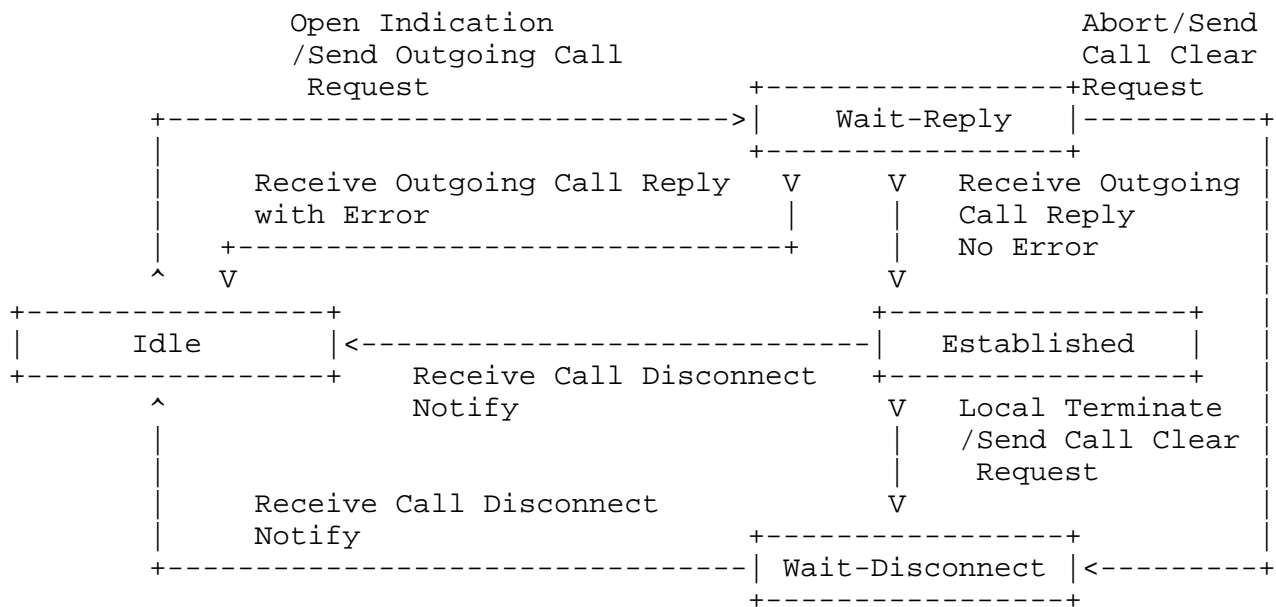 Open Indication
/Send Outgoing Call
Request
Abort/Send
Call Clear
Request
Wait-Reply
Receive Outgoing Call Reply
with Error
V
V
V
V
Receive Outgoing
Call Reply
No Error
^
Idle
Established
Receive Call Disconnect
Notify
^
V
V
Local Terminate
/Send Call Clear
Request
Receive Call Disconnect
Notify
Wait-Disconnect